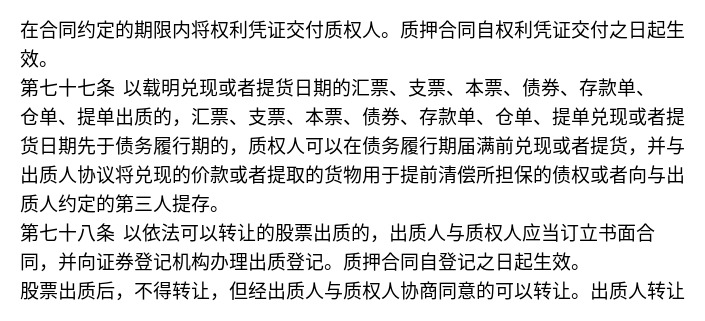 在合同约定的期限内将权利凭证交付质权人。质押合同自权利凭证交付之日起生
效。
第七十七条 以载明兑现或者提货日期的汇票、支票、本票、债券、存款单、
仓单、提单出质的，汇票、支票、本票、债券、存款单、仓单、提单兑现或者提
货日期先于债务履行期的，质权人可以在债务履行期届满前兑现或者提货，并与
出质人协议将兑现的价款或者提取的货物用于提前清偿所担保的债权或者向与出
质人约定的第三人提存。
第七十八条 以依法可以转让的股票出质的，出质人与质权人应当订立书面合
同，并向证券登记机构办理出质登记。质押合同自登记之日起生效。
股票出质后，不得转让，但经出质人与质权人协商同意的可以转让。出质人转让